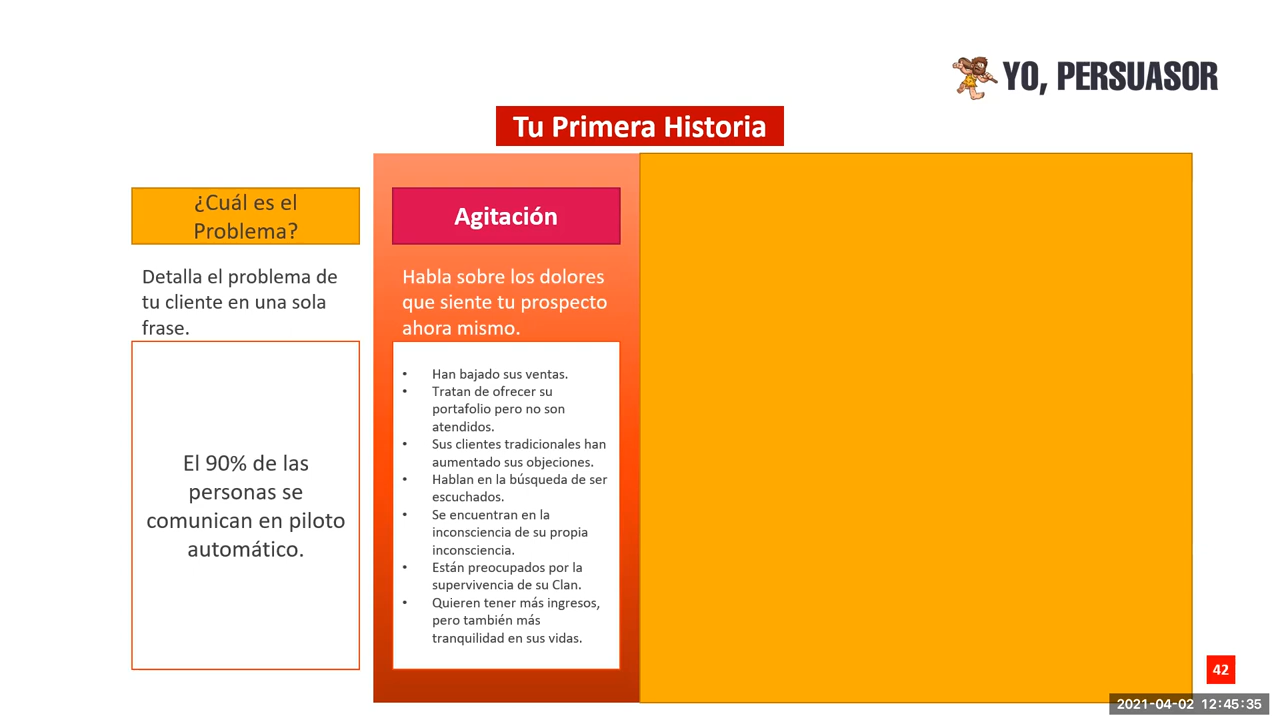 YO, PERSUASOR
Tu Primera Historia
¿Cuál es el
Problema?
Detalla el problema de
tu cliente en una sola
frase.
El 90% de las
personas se
comunican en piloto
automático.
Agitación
Habla sobre los dolores
que siente tu prospecto
ahora mismo.
• Han bajado sus ventas.
• Tratan de ofrecer su
portafolio pero no son
atendidos.
• Sus clientes tradicionales han
aumentado sus objeciones.
• Hablan en la búsqueda de ser
escuchados.
• Se encuentran en la
inconsciencia de su propia
inconsciencia.
• Están preocupados por la
supervivencia de su Clan.
• Quieren tener más ingresos,
pero también más
tranquilidad en sus vidas.
42
2021-04-02 12:45:35